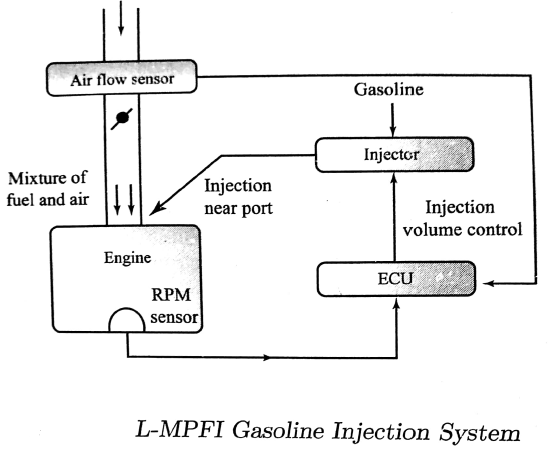 Air flow sensor
Gasoline
Injector
Mixture of
fuel and air
Injection
near port
Injection
volume control
Engine
RPM
sensor
ECU
L-MPFI Gasoline Injection System